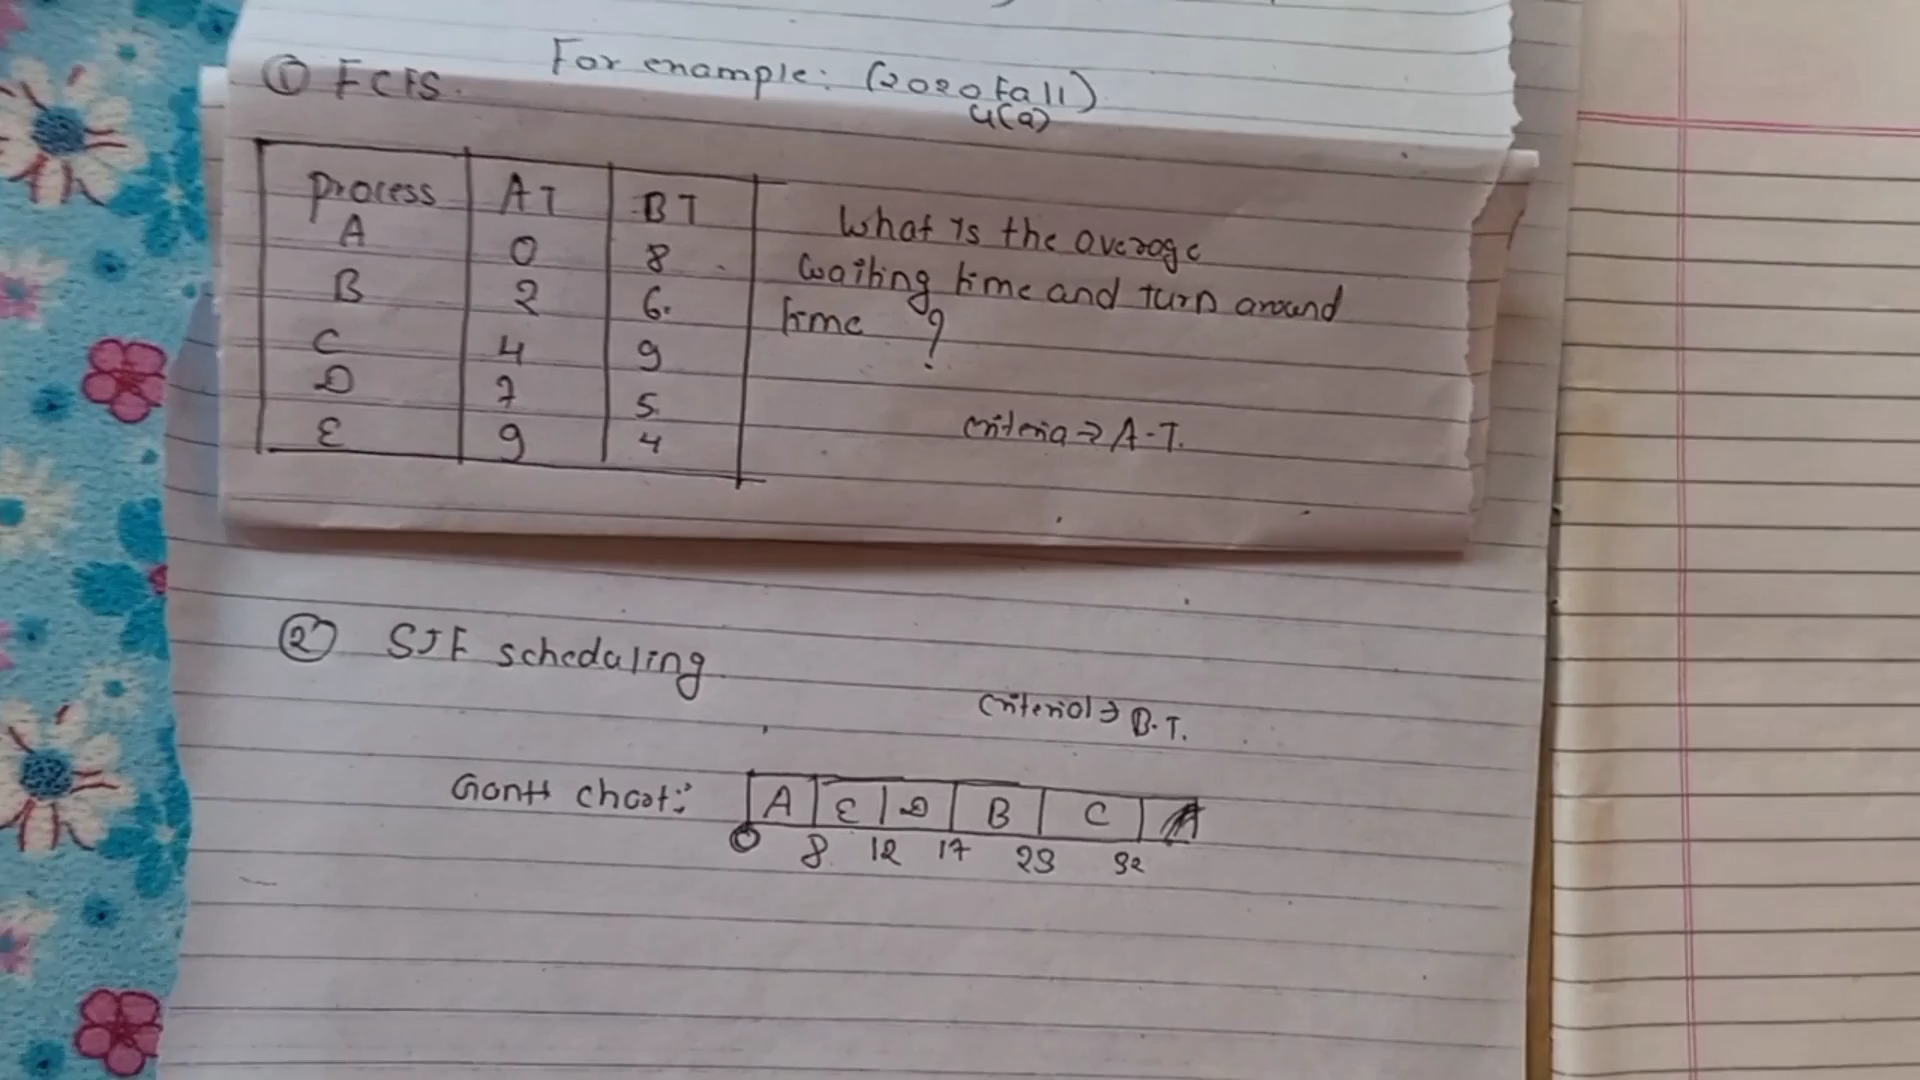 ① FCFS. For example: (2020 Fall)
4(a)
Process AT BT
A 0 8
B 2 6.
C 4 9
D 7 5
E 9 4
What is the average
waiting time and turn around
time ?
criteria → A.T.
② SJF scheduling
criteria → B.T.
Gantt chart:
A E D B C
0 8 12 17 23 32